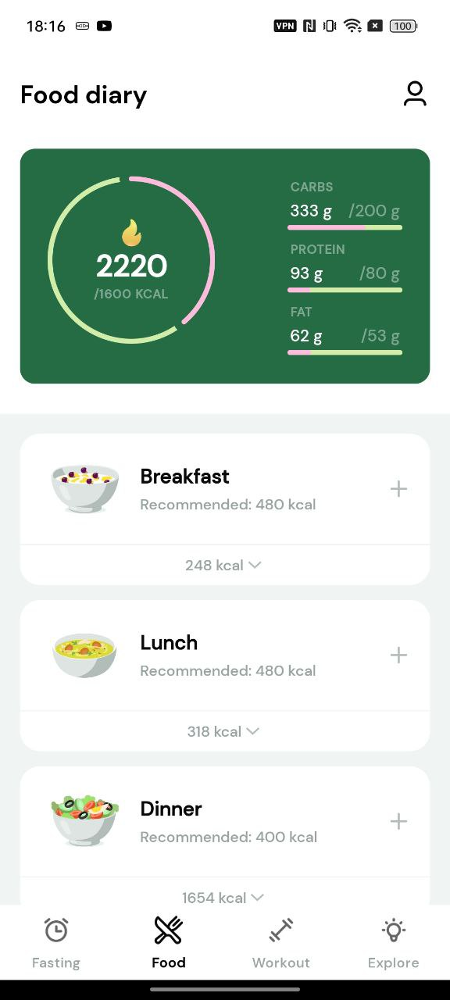 18:16
VPN
100
Food diary
2220
/1600 KCAL
CARBS
333 g /200 g
PROTEIN
93 g /80 g
FAT
62 g /53 g
Breakfast
Recommended: 480 kcal
248 kcal
Lunch
Recommended: 480 kcal
318 kcal
Dinner
Recommended: 400 kcal
1654 kcal
Fasting Food Workout Explore